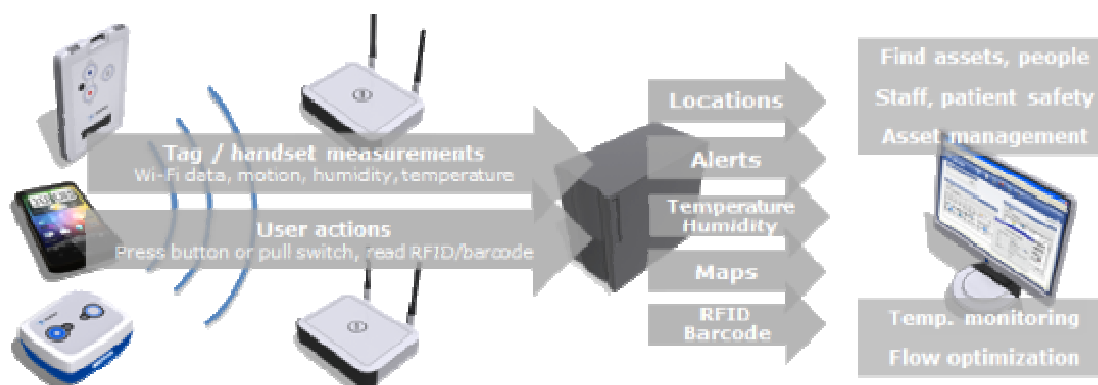 Tag / handset measurements
Wi-Fi data, motion, humidity, temperature
User actions
Press button or pull switch, read RFID/barcode
Locations
Alerts
Temperature
Humidity
Maps
RFID
Barcode
Find assets, people
Staff, patient safety
Asset management
Temp. monitoring
Flow optimization